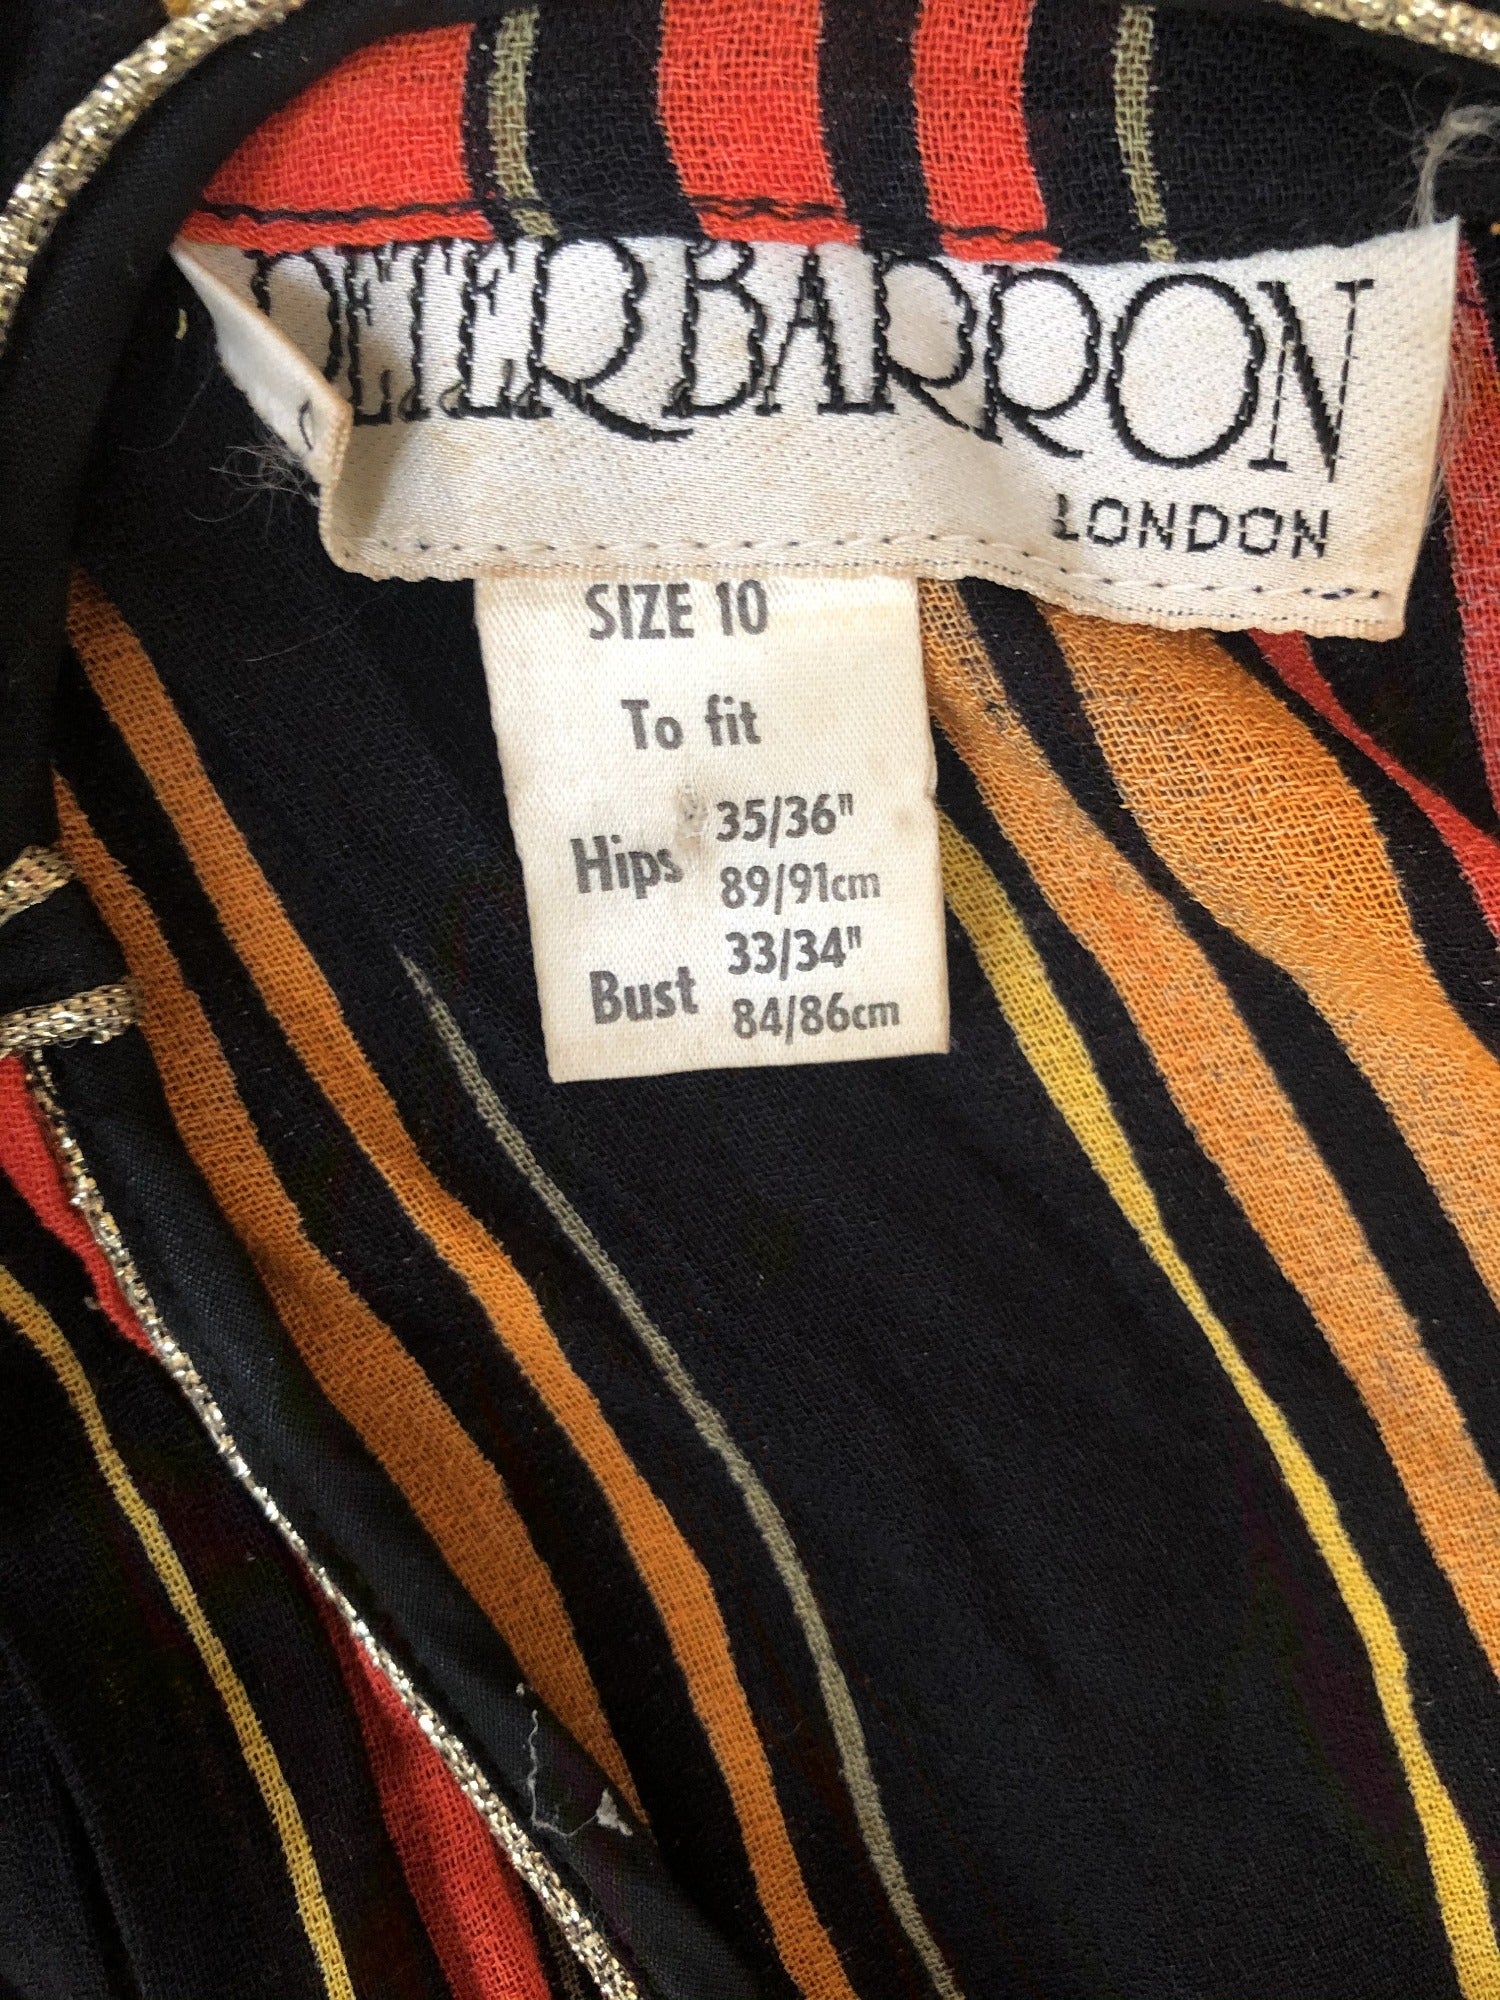 PETER BARRON
LONDON
SIZE 10
To fit
Hips 35/36"
89/91cm
Bust 33/34"
84/86cm